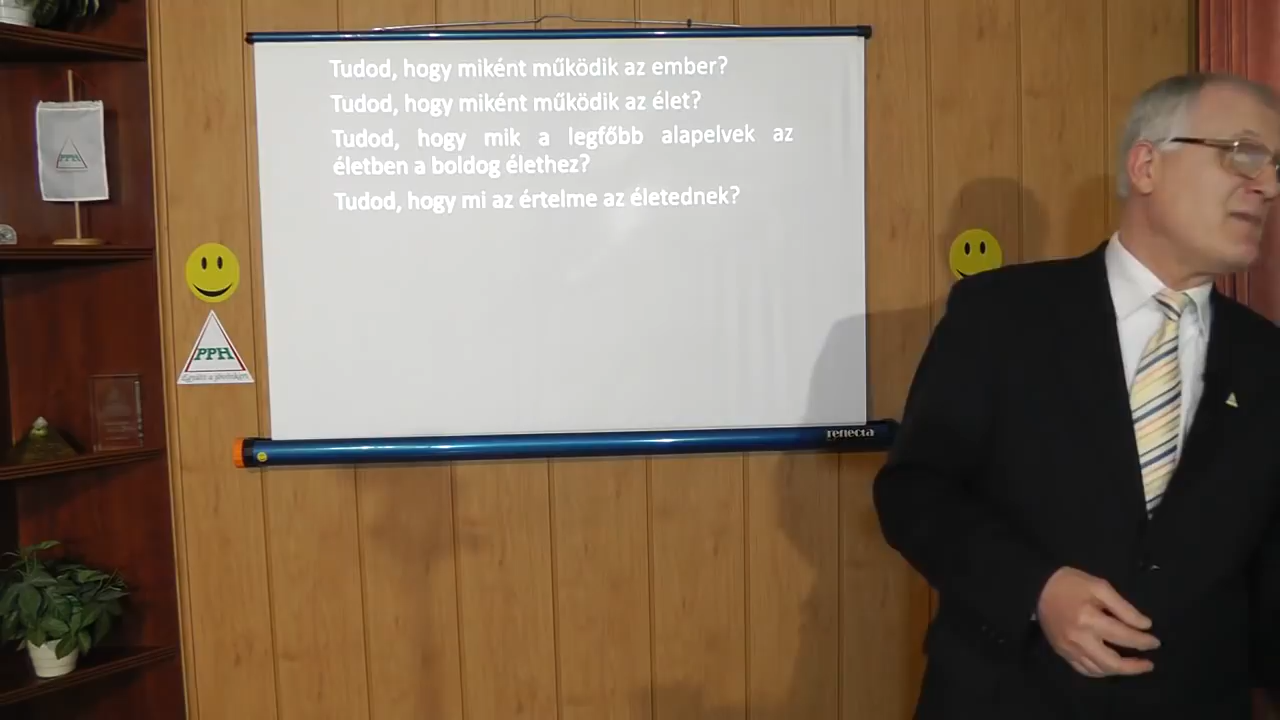 Tudod, hogy miként működik az ember?
Tudod, hogy miként működik az élet?
Tudod, hogy mik a legfőbb alapelvek az
életben a boldog élethez?
Tudod, hogy mi az értelme az életednek?
PPH
PPH
reflecta